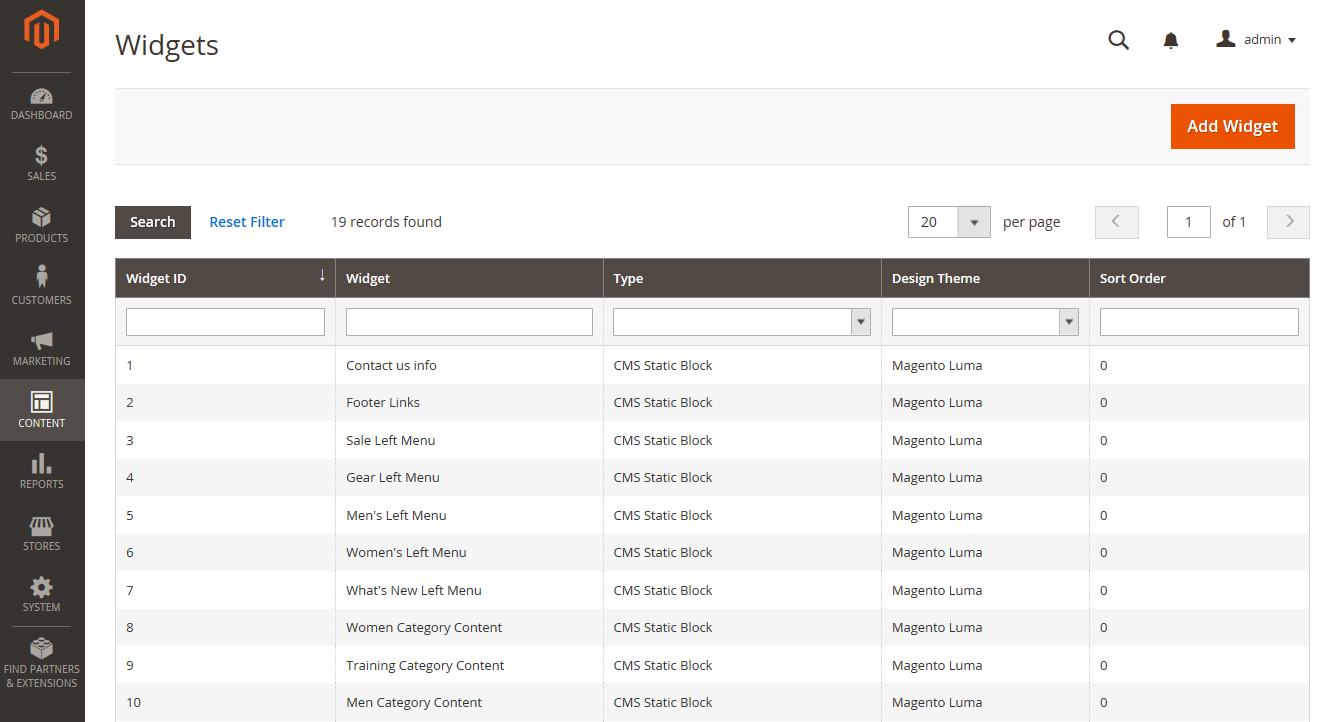 Widgets
admin
DASHBOARD
SALES
PRODUCTS
CUSTOMERS
MARKETING
CONTENT
REPORTS
STORES
SYSTEM
FIND PARTNERS
& EXTENSIONS
Add Widget
Search Reset Filter 19 records found 20 per page 1 of 1
Widget ID Widget Type Design Theme Sort Order
1 Contact us info CMS Static Block Magento Luma 0
2 Footer Links CMS Static Block Magento Luma 0
3 Sale Left Menu CMS Static Block Magento Luma 0
4 Gear Left Menu CMS Static Block Magento Luma 0
5 Men's Left Menu CMS Static Block Magento Luma 0
6 Women's Left Menu CMS Static Block Magento Luma 0
7 What's New Left Menu CMS Static Block Magento Luma 0
8 Women Category Content CMS Static Block Magento Luma 0
9 Training Category Content CMS Static Block Magento Luma 0
10 Men Category Content CMS Static Block Magento Luma 0